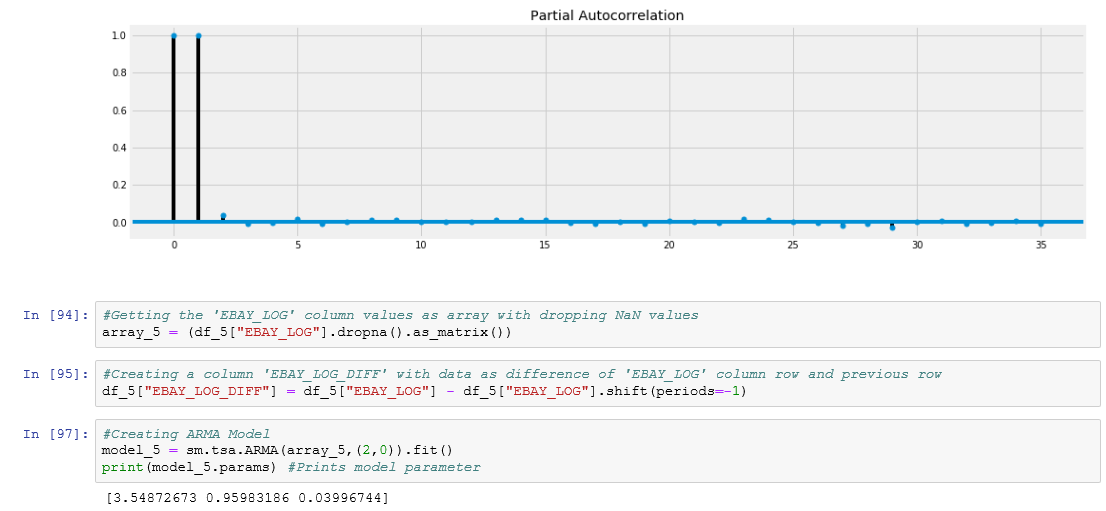 Partial Autocorrelation
1.0
0.8
0.6
0.4
0.2
0.0
0 5 10 15 20 25 30 35
In [94]: #Getting the 'EBAY_LOG' column values as array with dropping NaN values
array_5 = (df_5["EBAY_LOG"].dropna().as_matrix())
In [95]: #Creating a column 'EBAY_LOG_DIFF' with data as difference of 'EBAY_LOG' column row and previous row
df_5["EBAY_LOG_DIFF"] = df_5["EBAY_LOG"] - df_5["EBAY_LOG"].shift(periods=-1)
In [97]: #Creating ARMA Model
model_5 = sm.tsa.ARMA(array_5,(2,0)).fit()
print(model_5.params) #Prints model parameter
[3.54872673 0.95983186 0.03996744]